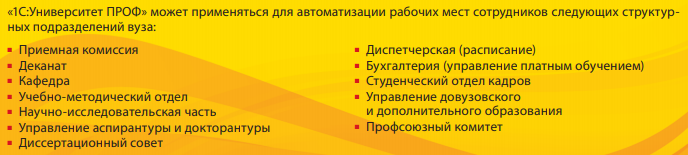 «1С:Университет ПРОФ» может применяться для автоматизации рабочих мест сотрудников следующих структур-
ных подразделений вуза:
▪ Приемная комиссия
▪ Деканат
▪ Кафедра
▪ Учебно-методический отдел
▪ Научно-исследовательская часть
▪ Управление аспирантуры и докторантуры
▪ Диссертационный совет
▪ Диспетчерская (расписание)
▪ Бухгалтерия (управление платным обучением)
▪ Студенческий отдел кадров
▪ Управление довузовского
и дополнительного образования
▪ Профсоюзный комитет